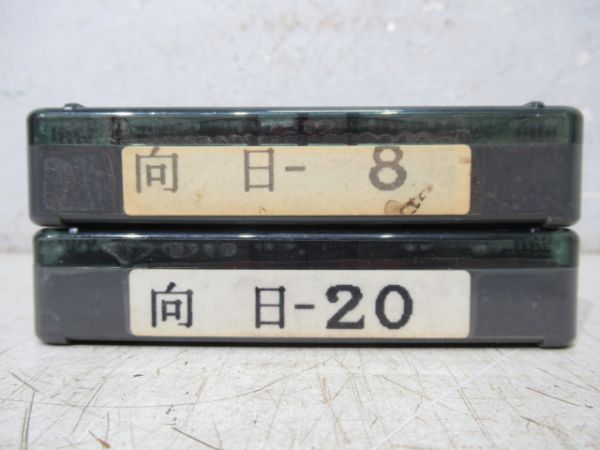 向 日- 8
向 日-20